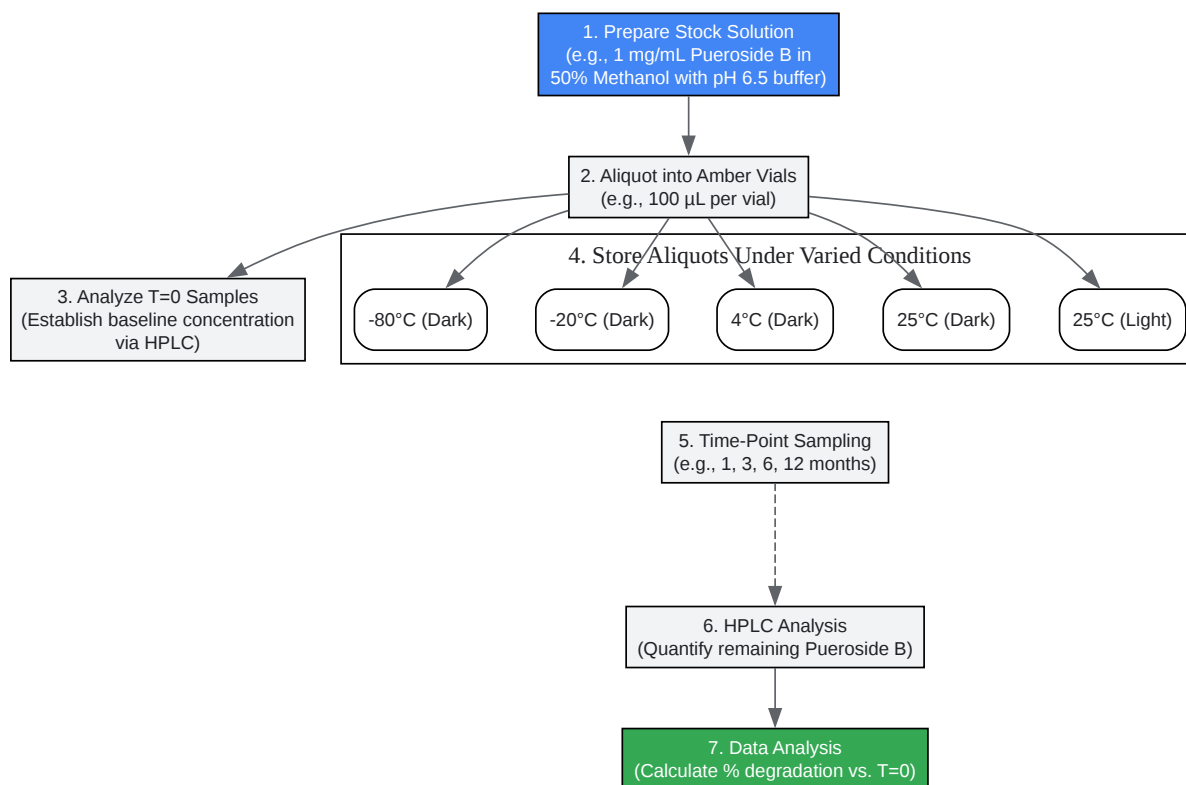 1. Prepare Stock Solution
(e.g., 1 mg/mL Pueroside B in
50% Methanol with pH 6.5 buffer)
2. Aliquot into Amber Vials
(e.g., 100 µL per vial)
4. Store Aliquots Under Varied Conditions
3. Analyze T=0 Samples
(Establish baseline concentration
via HPLC)
-80°C (Dark)
-20°C (Dark)
4°C (Dark)
25°C (Dark)
25°C (Light)
5. Time-Point Sampling
(e.g., 1, 3, 6, 12 months)
6. HPLC Analysis
(Quantify remaining Pueroside B)
7. Data Analysis
(Calculate % degradation vs. T=0)